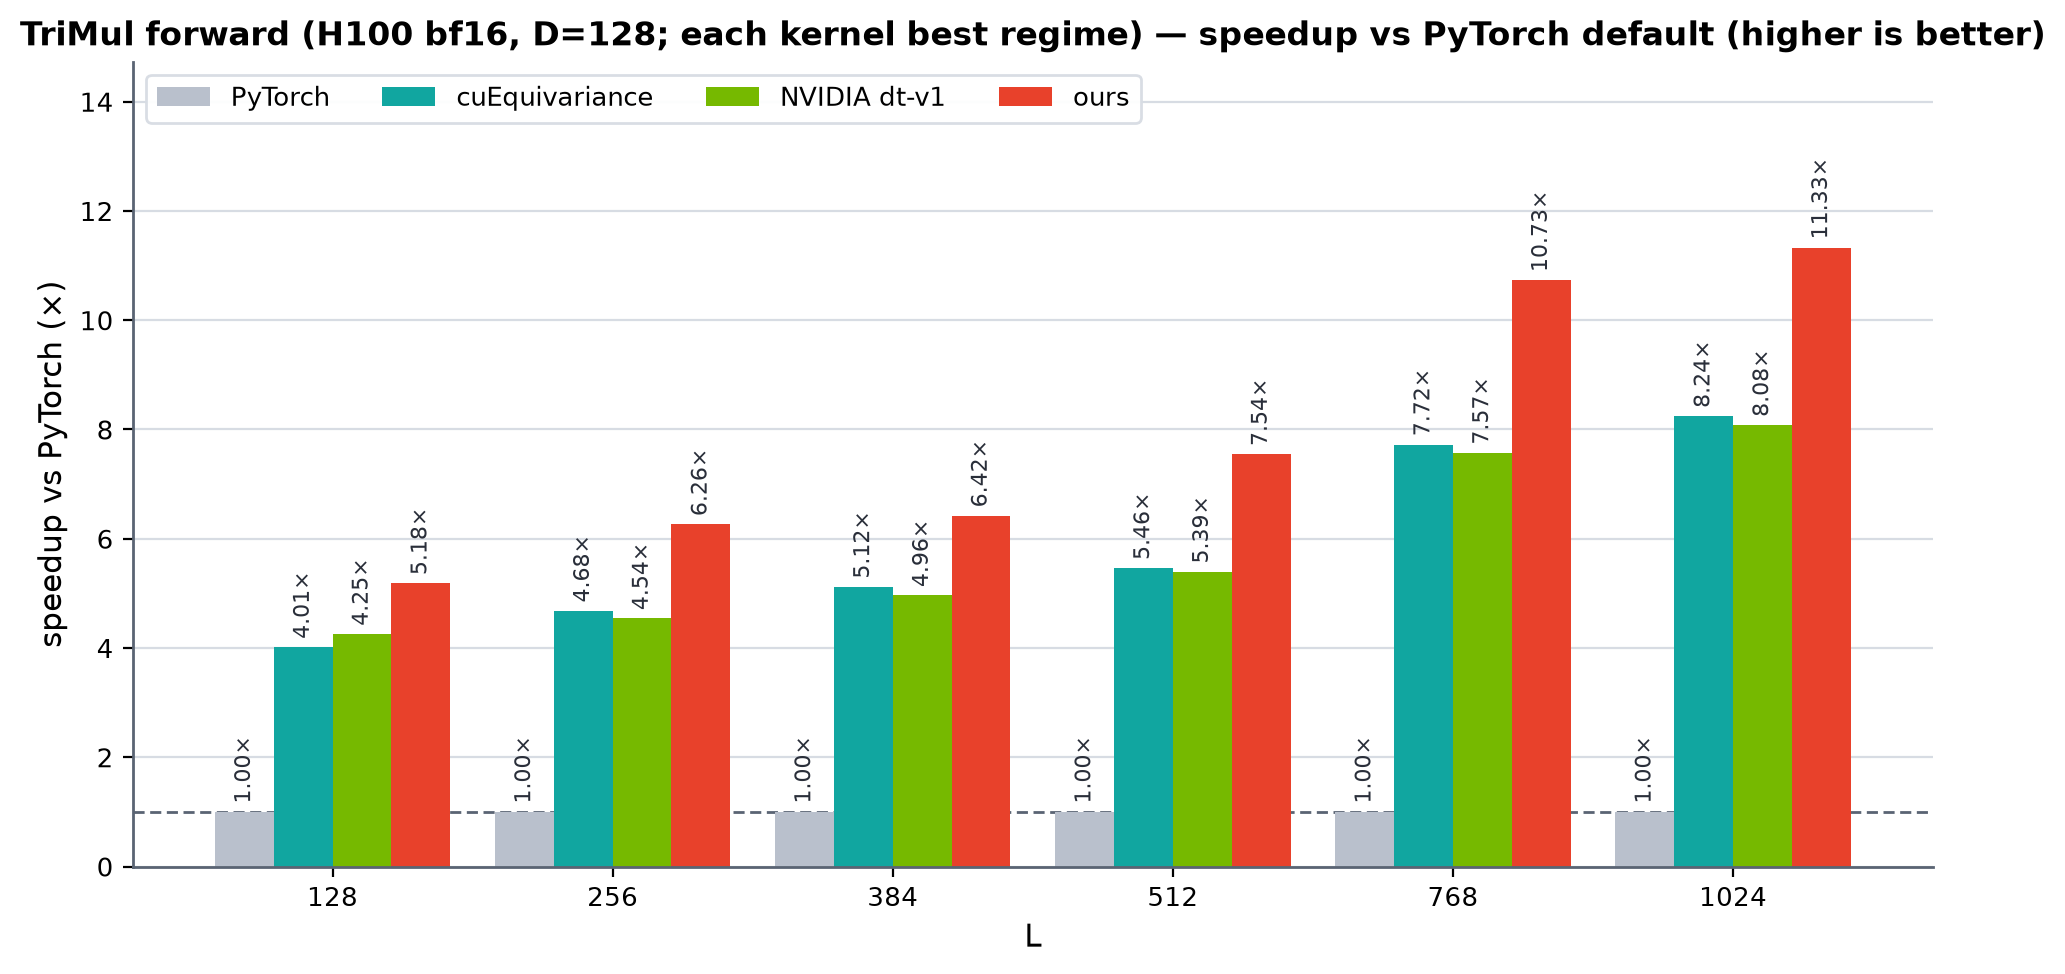 TriMul forward (H100 bf16, D=128; each kernel best regime) — speedup vs PyTorch default (higher is better)
PyTorch cuEquivariance NVIDIA dt-v1 ours
speedup vs PyTorch (×)
14
12
10
8
6
4
2
0
1.00× 4.01× 4.25× 5.18×
1.00× 4.68× 4.54× 6.26×
1.00× 5.12× 4.96× 6.42×
1.00× 5.46× 5.39× 7.54×
1.00× 7.72× 7.57× 10.73×
1.00× 8.24× 8.08× 11.33×
128 256 384 512 768 1024
L